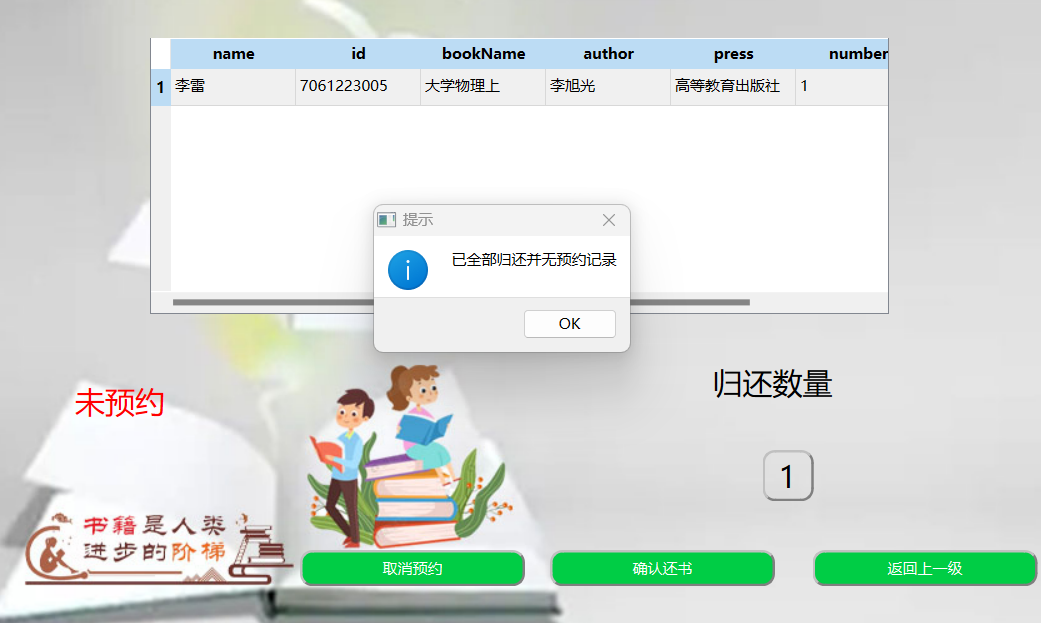 name id bookName author press number
1 李雷 7061223005 大学物理上 李旭光 高等教育出版社 1
提示
已全部归还并无预约记录
OK
未预约
归还数量
1
书籍是人类
进步的阶梯
取消预约 确认还书 返回上一级